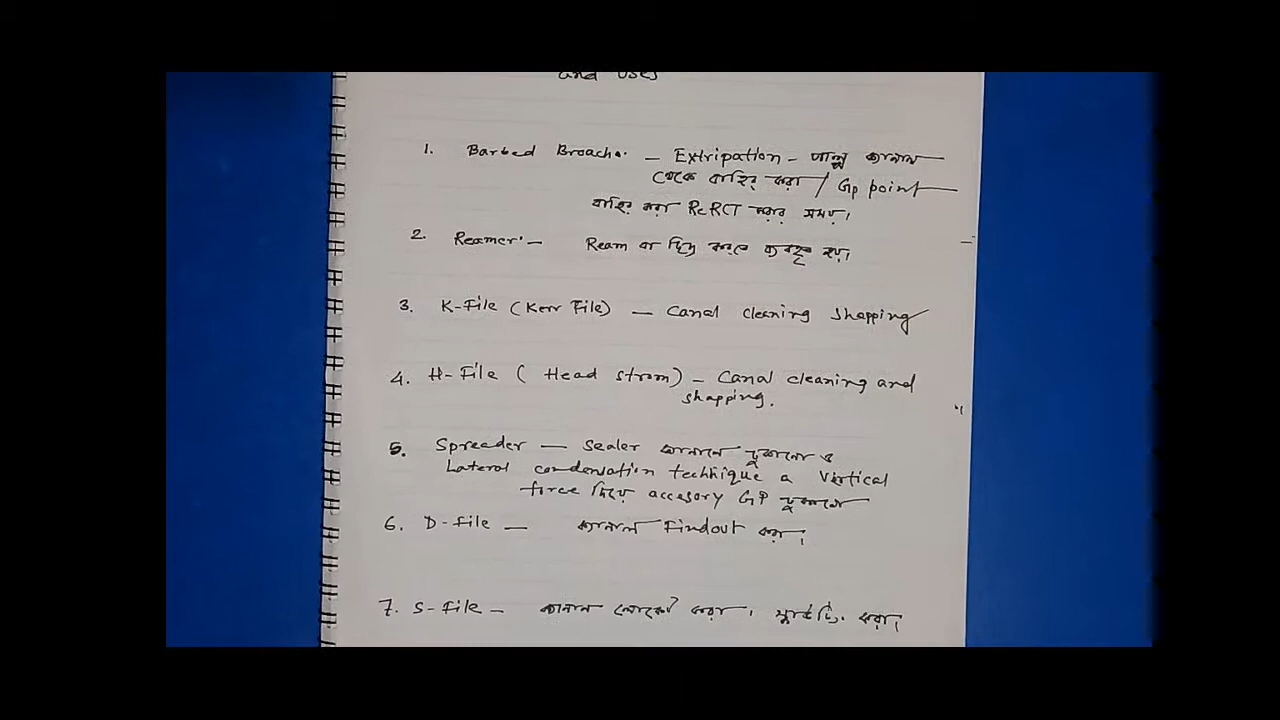 and uses
1. Barbed Broach. – Extripation – পাল্প ক্যানাল
থেকে বাহির করা / Gp point
বাহির করা ReRCT করার সময়।
2. Reamer:– Ream বা ছিদ্র করতে ব্যবহৃত হয়।
3. K-File (Kerr File) – Canal cleaning shapping
4. H-File ( Head strom) – Canal cleaning and
shapping.
5. Spreader – Sealer ক্যানালে ঢুকানো ও
Lateral condensation technique a vertical
force দিয়ে accesory GP ঢুকানো
6. D-file – ক্যানাল Findout করা।
7. S-File – ক্যানাল লোকেট করা। করা।